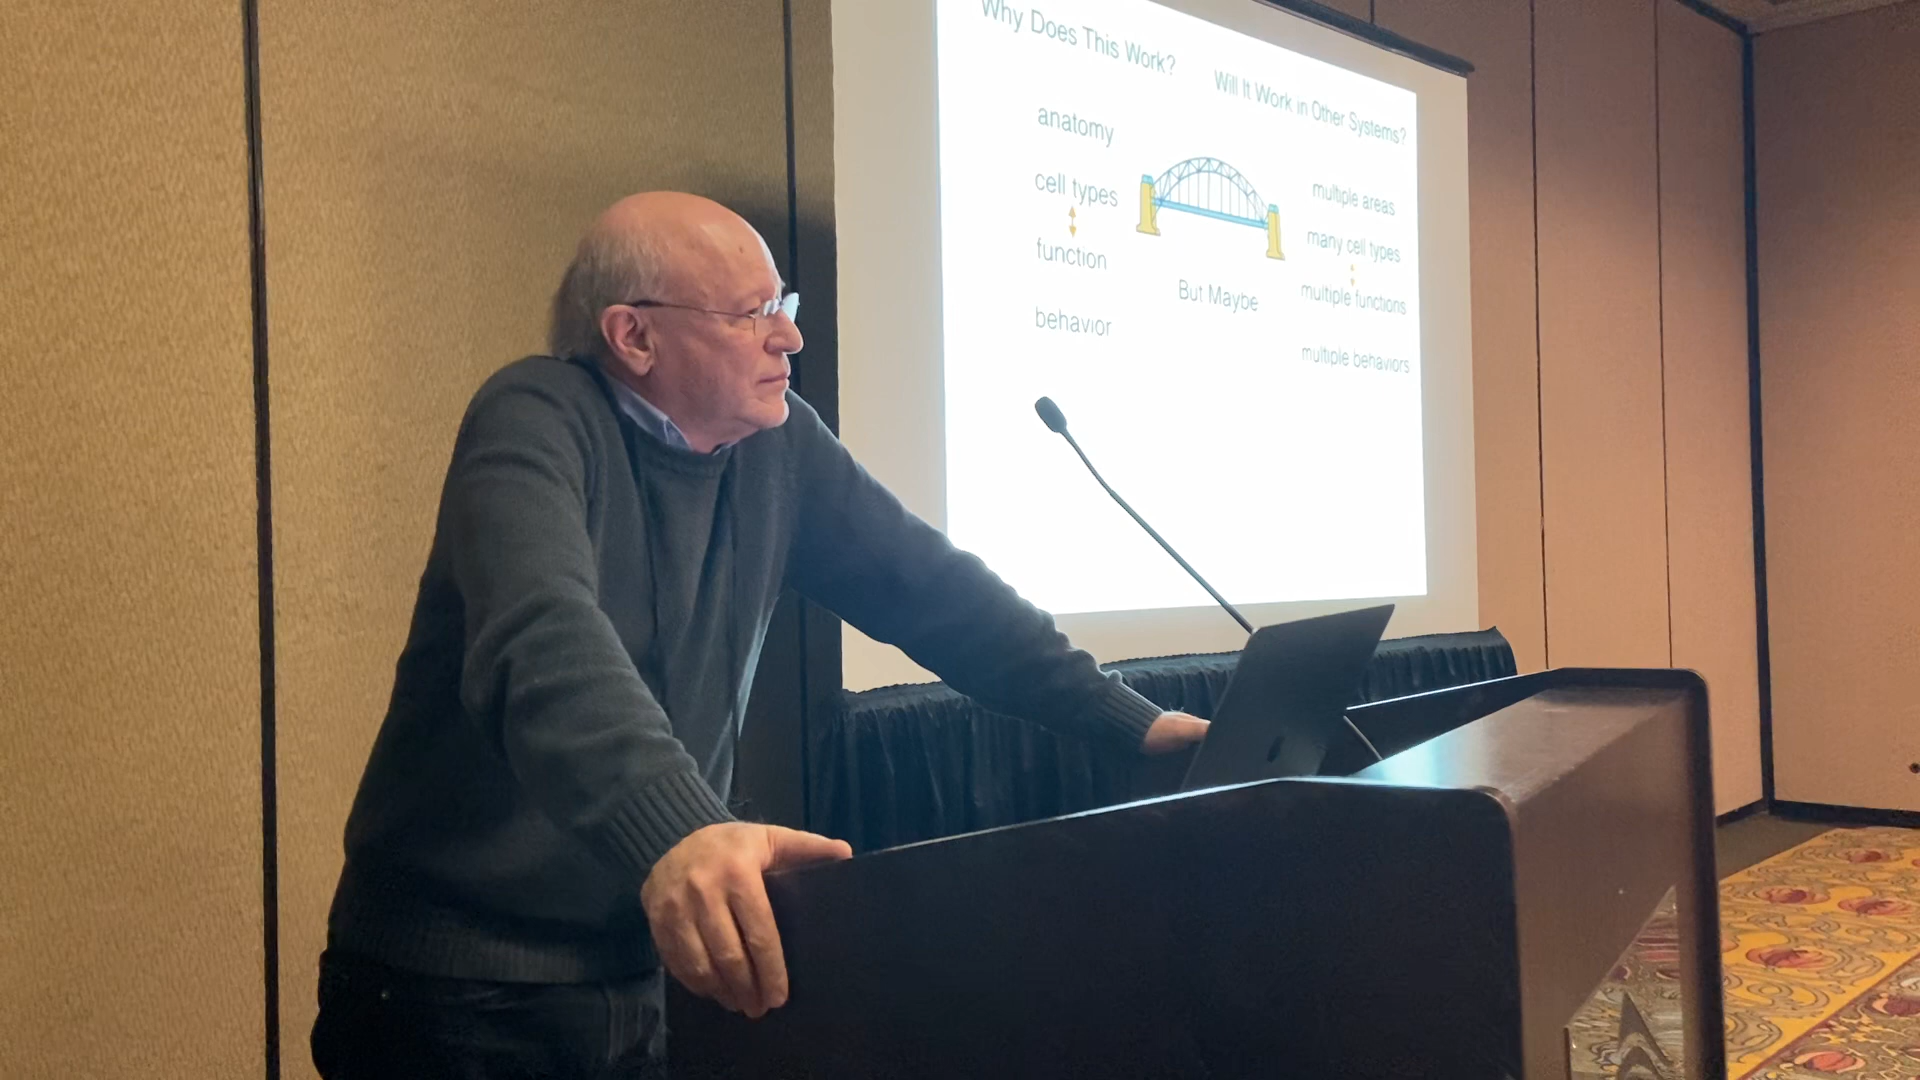 Why Does This Work?
Will It Work in Other Systems?
anatomy
cell types
function
behavior
But Maybe
multiple areas
many cell types
multiple functions
multiple behaviors